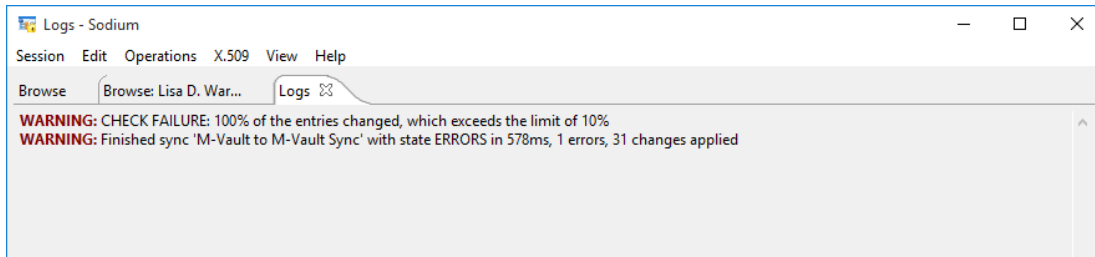 Logs - Sodium
Session Edit Operations X.509 View Help
Browse Browse: Lisa D. War... Logs
WARNING: CHECK FAILURE: 100% of the entries changed, which exceeds the limit of 10%
WARNING: Finished sync 'M-Vault to M-Vault Sync' with state ERRORS in 578ms, 1 errors, 31 changes applied